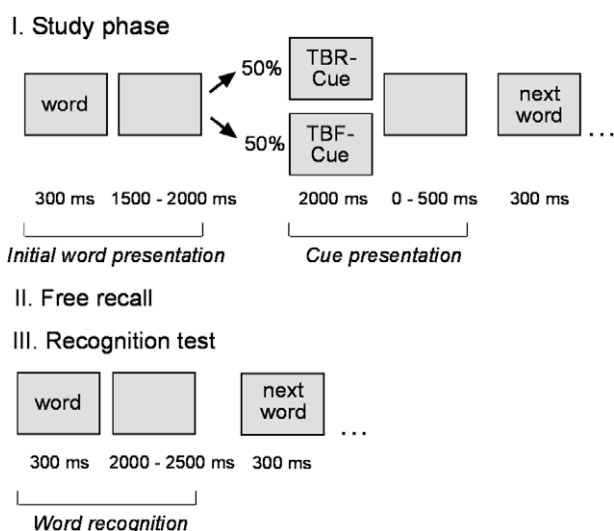 I. Study phase
word
50%
50%
TBR-
Cue
TBF-
Cue
next
word
...
300 ms 1500 - 2000 ms 2000 ms 0 - 500 ms 300 ms
Initial word presentation Cue presentation
II. Free recall
III. Recognition test
word
next
word
...
300 ms 2000 - 2500 ms 300 ms
Word recognition